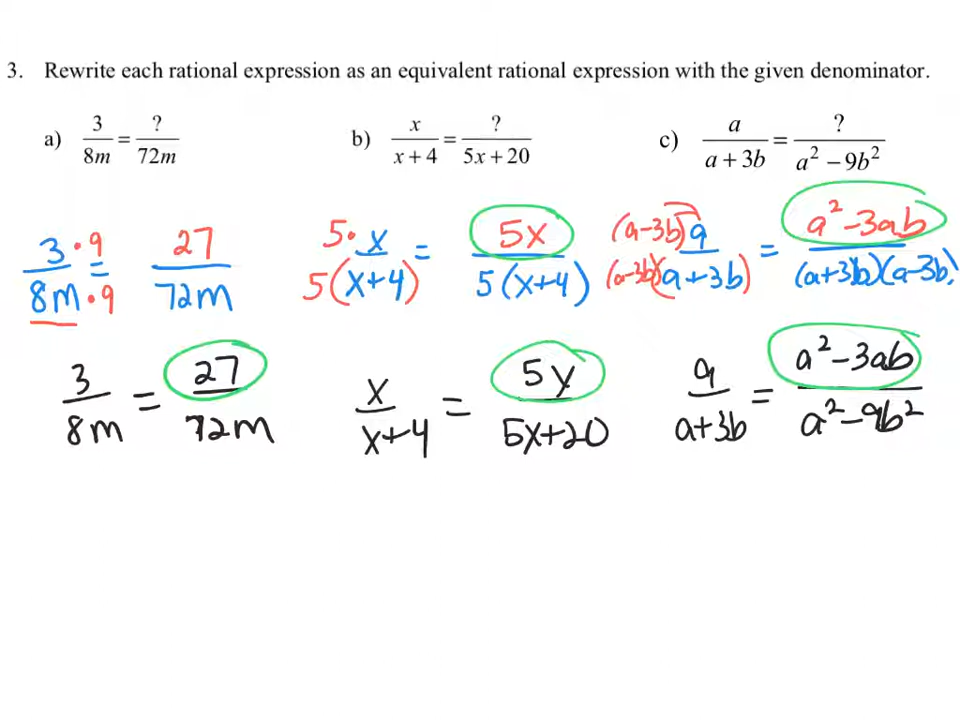 3. Rewrite each rational expression as an equivalent rational expression with the given denominator.
a) 3/8m = ?/72m b) x/x + 4 = ?/5x + 20 c) a/a + 3b = ?/a² − 9b²
3 · 9/8m · 9 = 27/72m 5 · x/5(x+4) = 5x/5(x+4) (a-3b)a/(a-3b)(a+3b) = a²-3ab/(a+3b)(a-3b)
3/8m = 27/72m x/x+4 = 5y/5x+20 a/a+3b = a²-3ab/a²-9b²